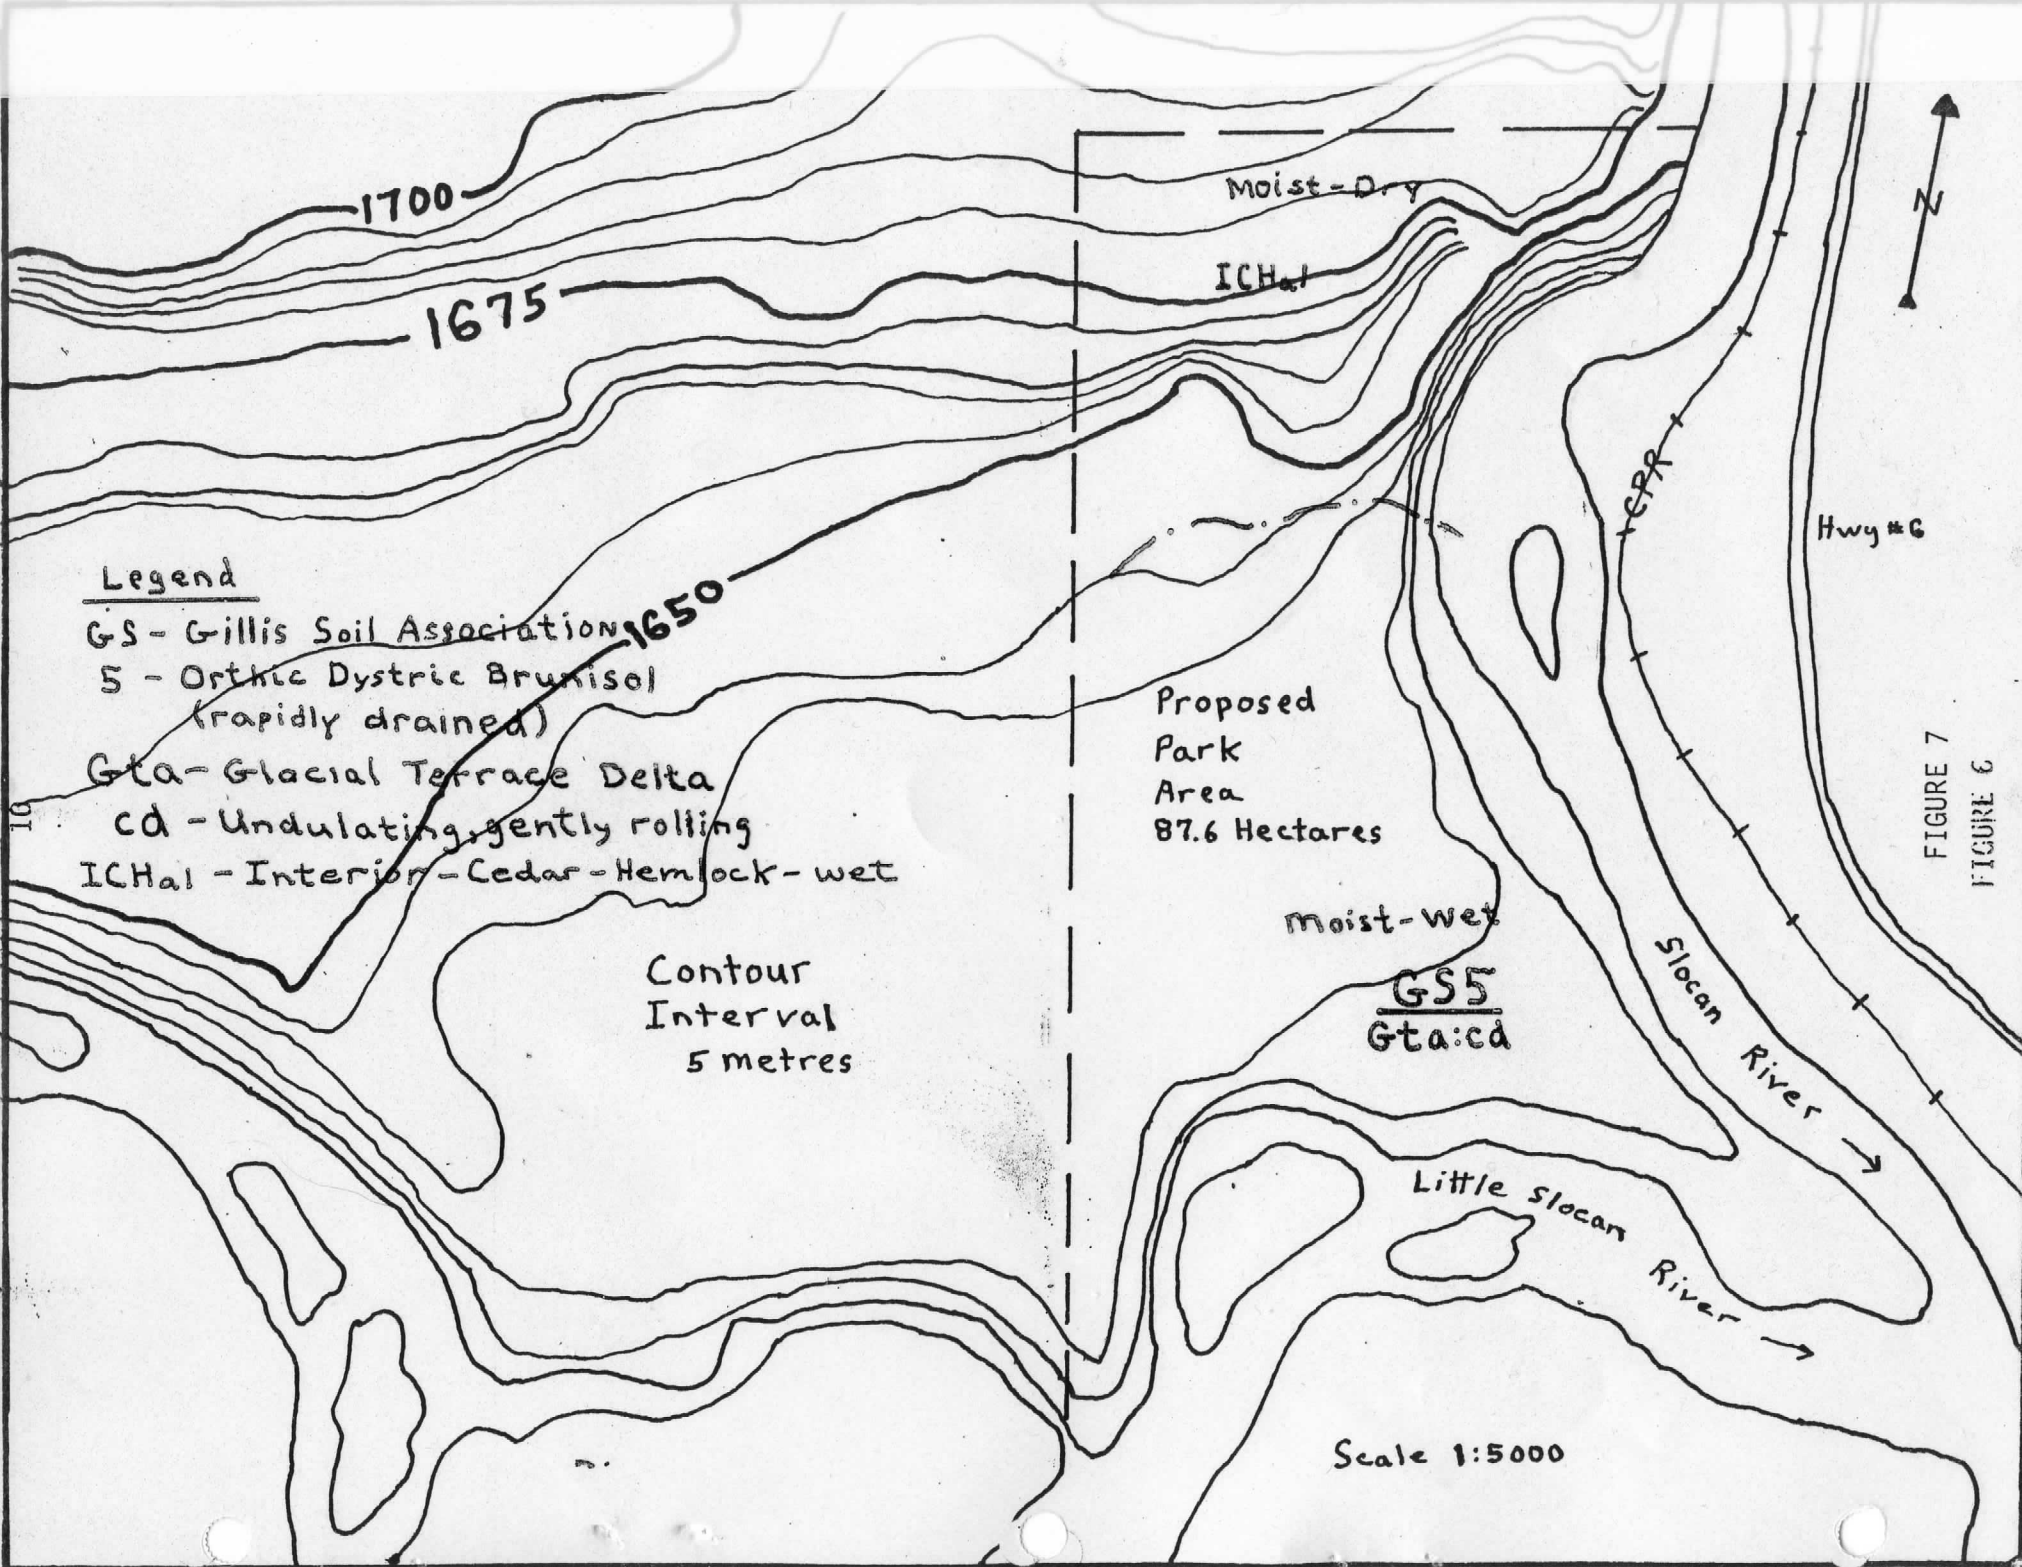 1700
N
Moist-Dry
ICHal
1675
CPR
Hwy #6
Legend
GS - Gillis Soil Association
1650
5 - Orthic Dystric Brunisol
(rapidly drained)
Gta - Glacial Terrace Delta
cd - Undulating, gently rolling
ICHal - Interior - Cedar - Hemlock - wet
10
Proposed
Park
Area
87.6 Hectares
FIGURE 7
FIGURE 6
Moist-Wet
Contour
Interval
5 metres
GS5
Gta:cd
Slocan
River
Little Slocan
River
Scale 1:5000